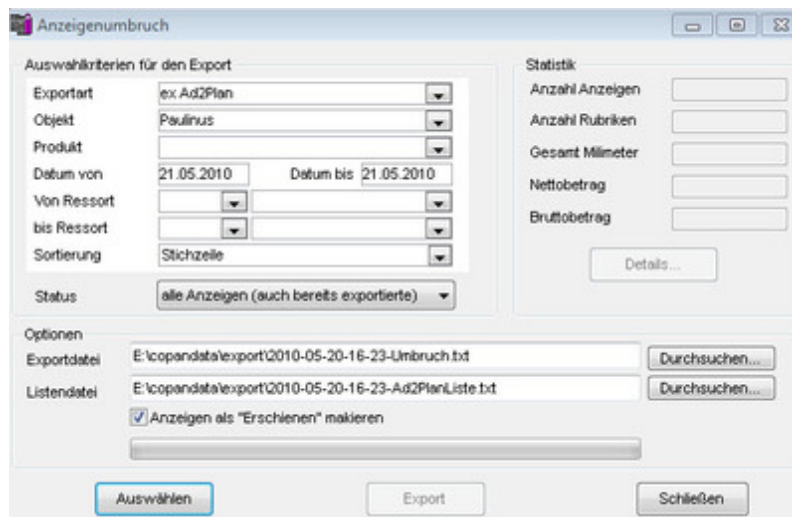 Anzeigenumbruch
Auswahlkriterien für den Export
Exportart ex Ad2Plan
Objekt Paulinus
Produkt
Datum von 21.05.2010 Datum bis 21.05.2010
Von Ressort
bis Ressort
Sortierung Stichzeile
Status alle Anzeigen (auch bereits exportierte)
Statistik
Anzahl Anzeigen
Anzahl Rubriken
Gesamt Milimeter
Nettobetrag
Bruttobetrag
Details...
Optionen
Exportdatei E:\copandata\export\2010-05-20-16-23-Umbruch.txt Durchsuchen...
Listendatei E:\copandata\export\2010-05-20-16-23-Ad2PlanListe.txt Durchsuchen...
Anzeigen als "Erschienen" makieren
Auswählen Export Schließen